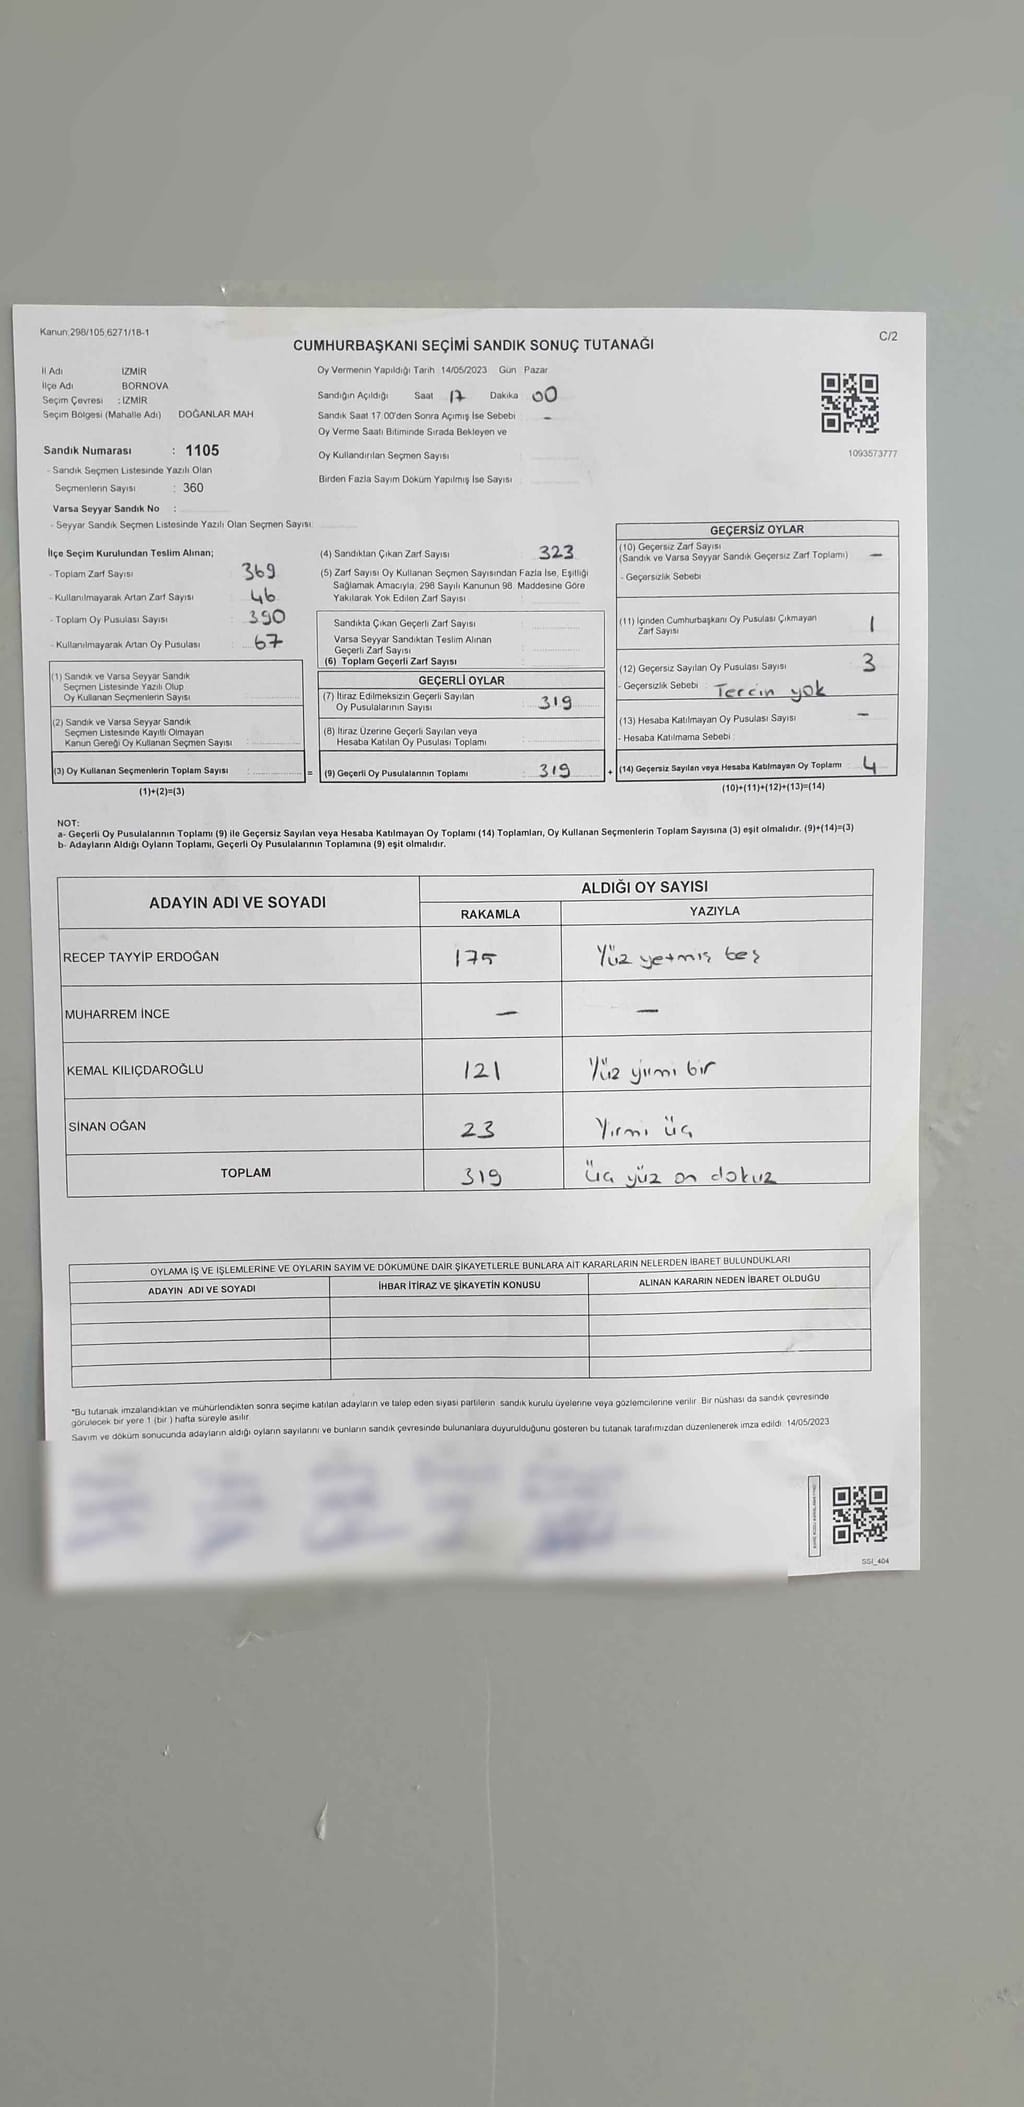 Kanun:298/105,6271/18-1
C/2
CUMHURBAŞKANI SEÇİMİ SANDIK SONUÇ TUTANAĞI
İl Adı İZMİR
İlçe Adı BORNOVA
Seçim Çevresi : İZMİR
Seçim Bölgesi (Mahalle Adı) DOĞANLAR MAH
Oy Vermenin Yapıldığı Tarih 14/05/2023 Gün Pazar
Sandığın Açıldığı Saat 17 Dakika 00
Sandık Saat 17.00'den Sonra Açımış İse Sebebi -
Oy Verme Saati Bitiminde Sırada Bekleyen ve
Oy Kullandırılan Seçmen Sayısı
Birden Fazla Sayım Döküm Yapılmış İse Sayısı
1093573777
Sandık Numarası : 1105
- Sandık Seçmen Listesinde Yazılı Olan
Seçmenlerin Sayısı : 360
Varsa Seyyar Sandık No :
- Seyyar Sandık Seçmen Listesinde Yazılı Olan Seçmen Sayısı:
İlçe Seçim Kurulundan Teslim Alınan;
- Toplam Zarf Sayısı : 369
- Kullanılmayarak Artan Zarf Sayısı : 46
- Toplam Oy Pusulası Sayısı : 390
- Kullanılmayarak Artan Oy Pusulası : 67
(1) Sandık ve Varsa Seyyar Sandık
Seçmen Listesinde Yazılı Olup
Oy Kullanan Seçmenlerin Sayısı
(2) Sandık ve Varsa Seyyar Sandık
Seçmen Listesinde Kayıtlı Olmayan
Kanun Gereği Oy Kullanan Seçmen Sayısı
(3) Oy Kullanan Seçmenlerin Toplam Sayısı : =
(1)+(2)=(3)
(4) Sandıktan Çıkan Zarf Sayısı 323
(5) Zarf Sayısı Oy Kullanan Seçmen Sayısından Fazla İse, Eşitliği
Sağlamak Amacıyla, 298 Sayılı Kanunun 98. Maddesine Göre
Yakılarak Yok Edilen Zarf Sayısı
Sandıkta Çıkan Geçerli Zarf Sayısı
Varsa Seyyar Sandıktan Teslim Alınan
Geçerli Zarf Sayısı
(6) Toplam Geçerli Zarf Sayısı
GEÇERLİ OYLAR
(7) İtiraz Edilmeksizin Geçerli Sayılan
Oy Pusulalarının Sayısı : 319
(8) İtiraz Üzerine Geçerli Sayılan veya
Hesaba Katılan Oy Pusulası Toplamı
(9) Geçerli Oy Pusulalarının Toplamı : 319 +
GEÇERSİZ OYLAR
(10) Geçersiz Zarf Sayısı
(Sandık ve Varsa Seyyar Sandık Geçersiz Zarf Toplamı) -
- Geçersizlik Sebebi
(11) İçinden Cumhurbaşkanı Oy Pusulası Çıkmayan
Zarf Sayısı 1
(12) Geçersiz Sayılan Oy Pusulası Sayısı 3
- Geçersizlik Sebebi : Tercin yok
(13) Hesaba Katılmayan Oy Pusulası Sayısı -
- Hesaba Katılmama Sebebi :
(14) Geçersiz Sayılan veya Hesaba Katılmayan Oy Toplamı : 4
(10)+(11)+(12)+(13)=(14)
NOT:
a- Geçerli Oy Pusulalarının Toplamı (9) ile Geçersiz Sayılan veya Hesaba Katılmayan Oy Toplamı (14) Toplamları, Oy Kullanan Seçmenlerin Toplam Sayısına (3) eşit olmalıdır. (9)+(14)=(3)
b- Adayların Aldığı Oyların Toplamı, Geçerli Oy Pusulalarının Toplamına (9) eşit olmalıdır.
ADAYIN ADI VE SOYADI ALDIĞI OY SAYISI
RAKAMLA YAZIYLA
RECEP TAYYİP ERDOĞAN 175 Yüz yetmiş beş
MUHARREM İNCE - -
KEMAL KILIÇDAROĞLU 121 Yüz yiımi bir
SİNAN OĞAN 23 Yirmi üç
TOPLAM 319 Üç yüz on dokuz
OYLAMA İŞ VE İŞLEMLERİNE VE OYLARIN SAYIM VE DÖKÜMÜNE DAİR ŞİKAYETLERLE BUNLARA AİT KARARLARIN NELERDEN İBARET BULUNDUKLARI
ADAYIN ADI VE SOYADI İHBAR İTİRAZ VE ŞİKAYETİN KONUSU ALINAN KARARIN NEDEN İBARET OLDUĞU
*Bu tutanak imzalandıktan ve mühürlendikten sonra seçime katılan adayların ve talep eden siyasi partilerin sandık kurulu üyelerine veya gözlemcilerine verilir. Bir nüshası da sandık çevresinde
görülecek bir yere 1 (bir ) hafta süreyle asılır.
Sayım ve döküm sonucunda adayların aldığı oyların sayılarını ve bunların sandık çevresinde bulunanlara duyurulduğunu gösteren bu tutanak tarafımızdan düzenlenerek imza edildi. 14/05/2023
SSİ_404